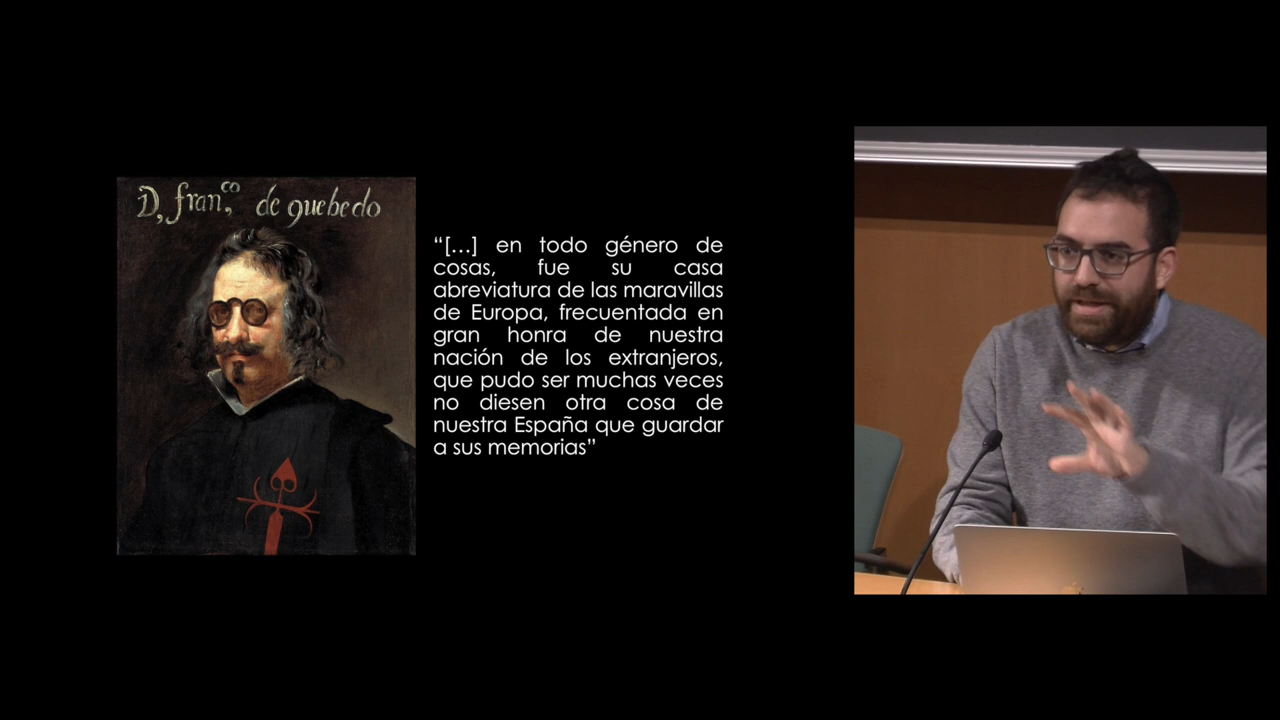 D, fran,co de quebedo
“[...] en todo género de
cosas, fue su casa
abreviatura de las maravillas
de Europa, frecuentada en
gran honra de nuestra
nación de los extranjeros,
que pudo ser muchas veces
no diesen otra cosa de
nuestra España que guardar
a sus memorias”